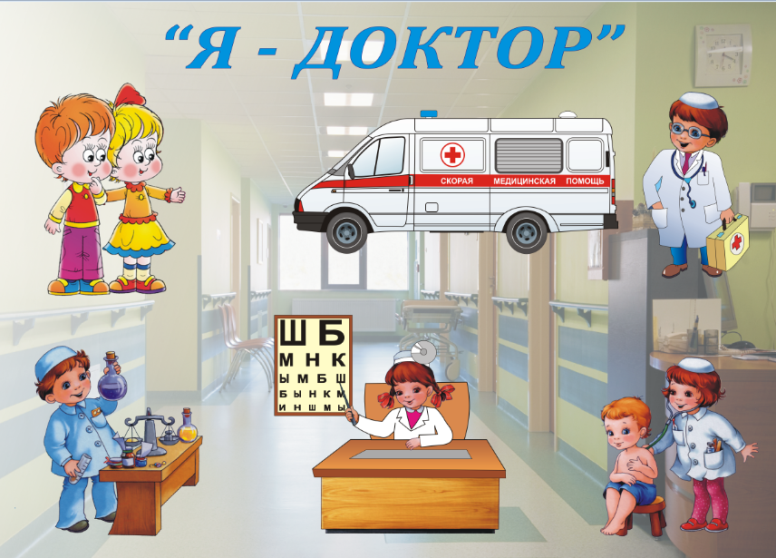 “Я - ДОКТОР”
СКОРАЯ МЕДИЦИНСКАЯ ПОМОЩЬ
Ш Б
М Н К
Ы М Б Ш
Б Ы Н К М
И Н Ш М Ы